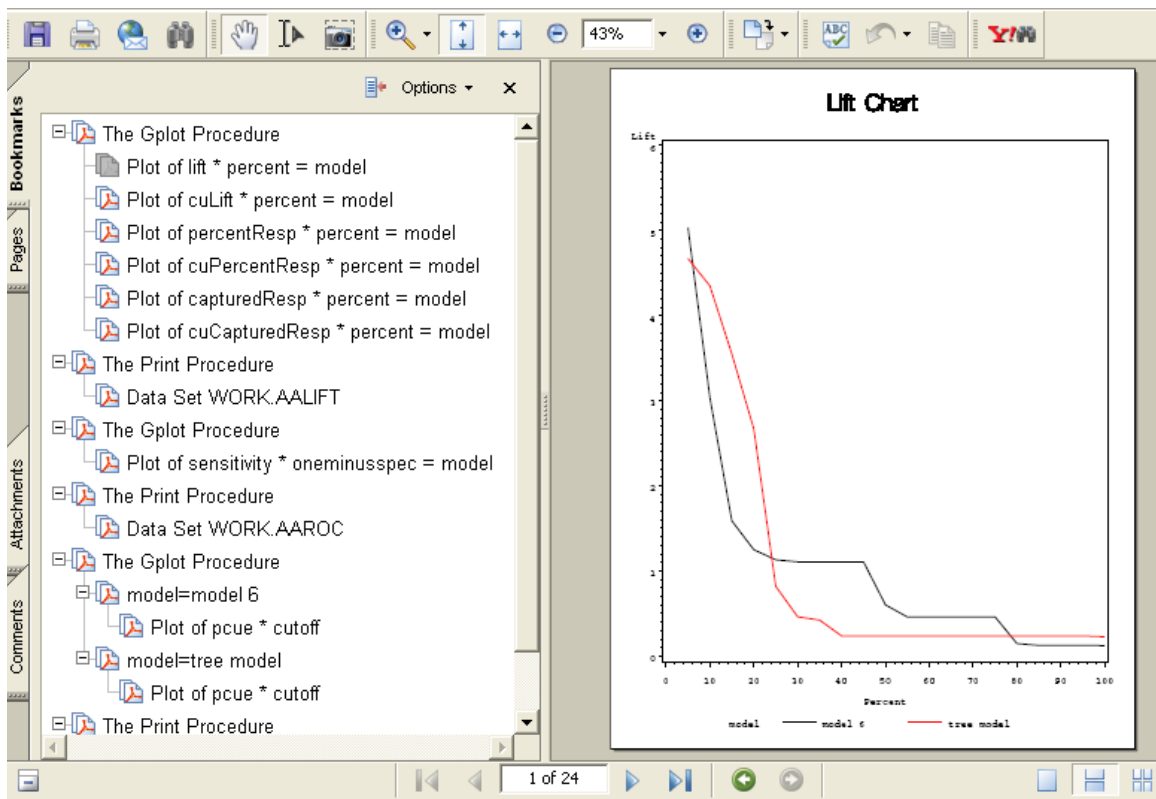 43%
ABC
Y!
Options
×
Bookmarks
Pages
Attachments
Comments
The Gplot Procedure
Plot of lift * percent = model
Plot of cuLift * percent = model
Plot of percentResp * percent = model
Plot of cuPercentResp * percent = model
Plot of capturedResp * percent = model
Plot of cuCapturedResp * percent = model
The Print Procedure
Data Set WORK.AALIFT
The Gplot Procedure
Plot of sensitivity * oneminusspec = model
The Print Procedure
Data Set WORK.AAROC
The Gplot Procedure
model=model 6
Plot of pcue * cutoff
model=tree model
Plot of pcue * cutoff
The Print Procedure
Lift Chart
Lift
6
5
4
3
2
1
0
0 10 20 30 40 50 60 70 80 90 100
Percent
model model 6 tree model
1 of 24